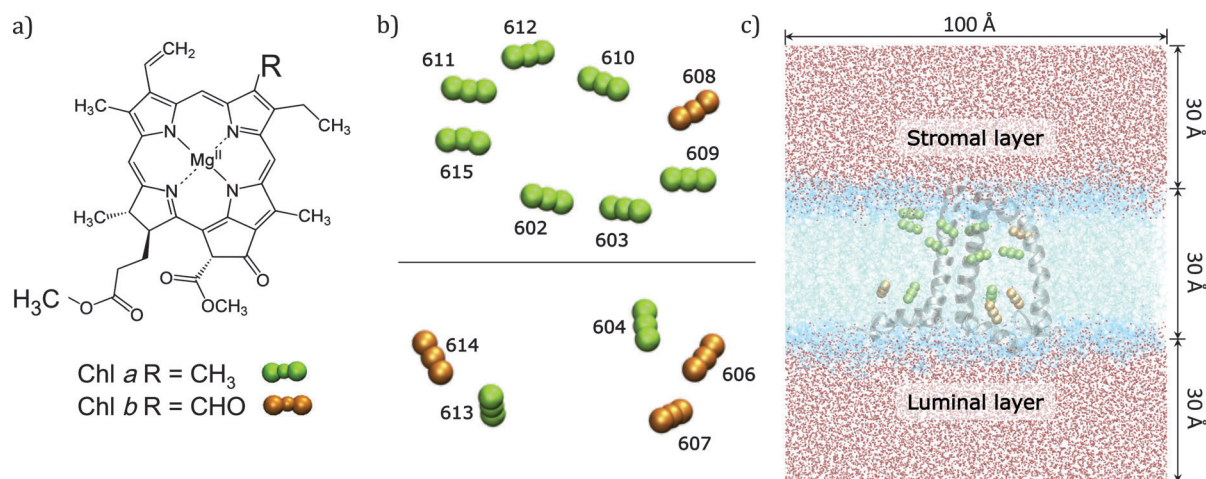 a)
CH₂
R
H₃C
CH₃
N
N
Mgᴵᴵ
N
N
H₃C
CH₃
H₃C
O
O
O
O
OCH₃
Chl a R = CH₃
Chl b R = CHO
b)
612
611
610
608
615
609
602
603
604
614
606
613
607
c)
100 Å
30 Å
Stromal layer
30 Å
Luminal layer
30 Å